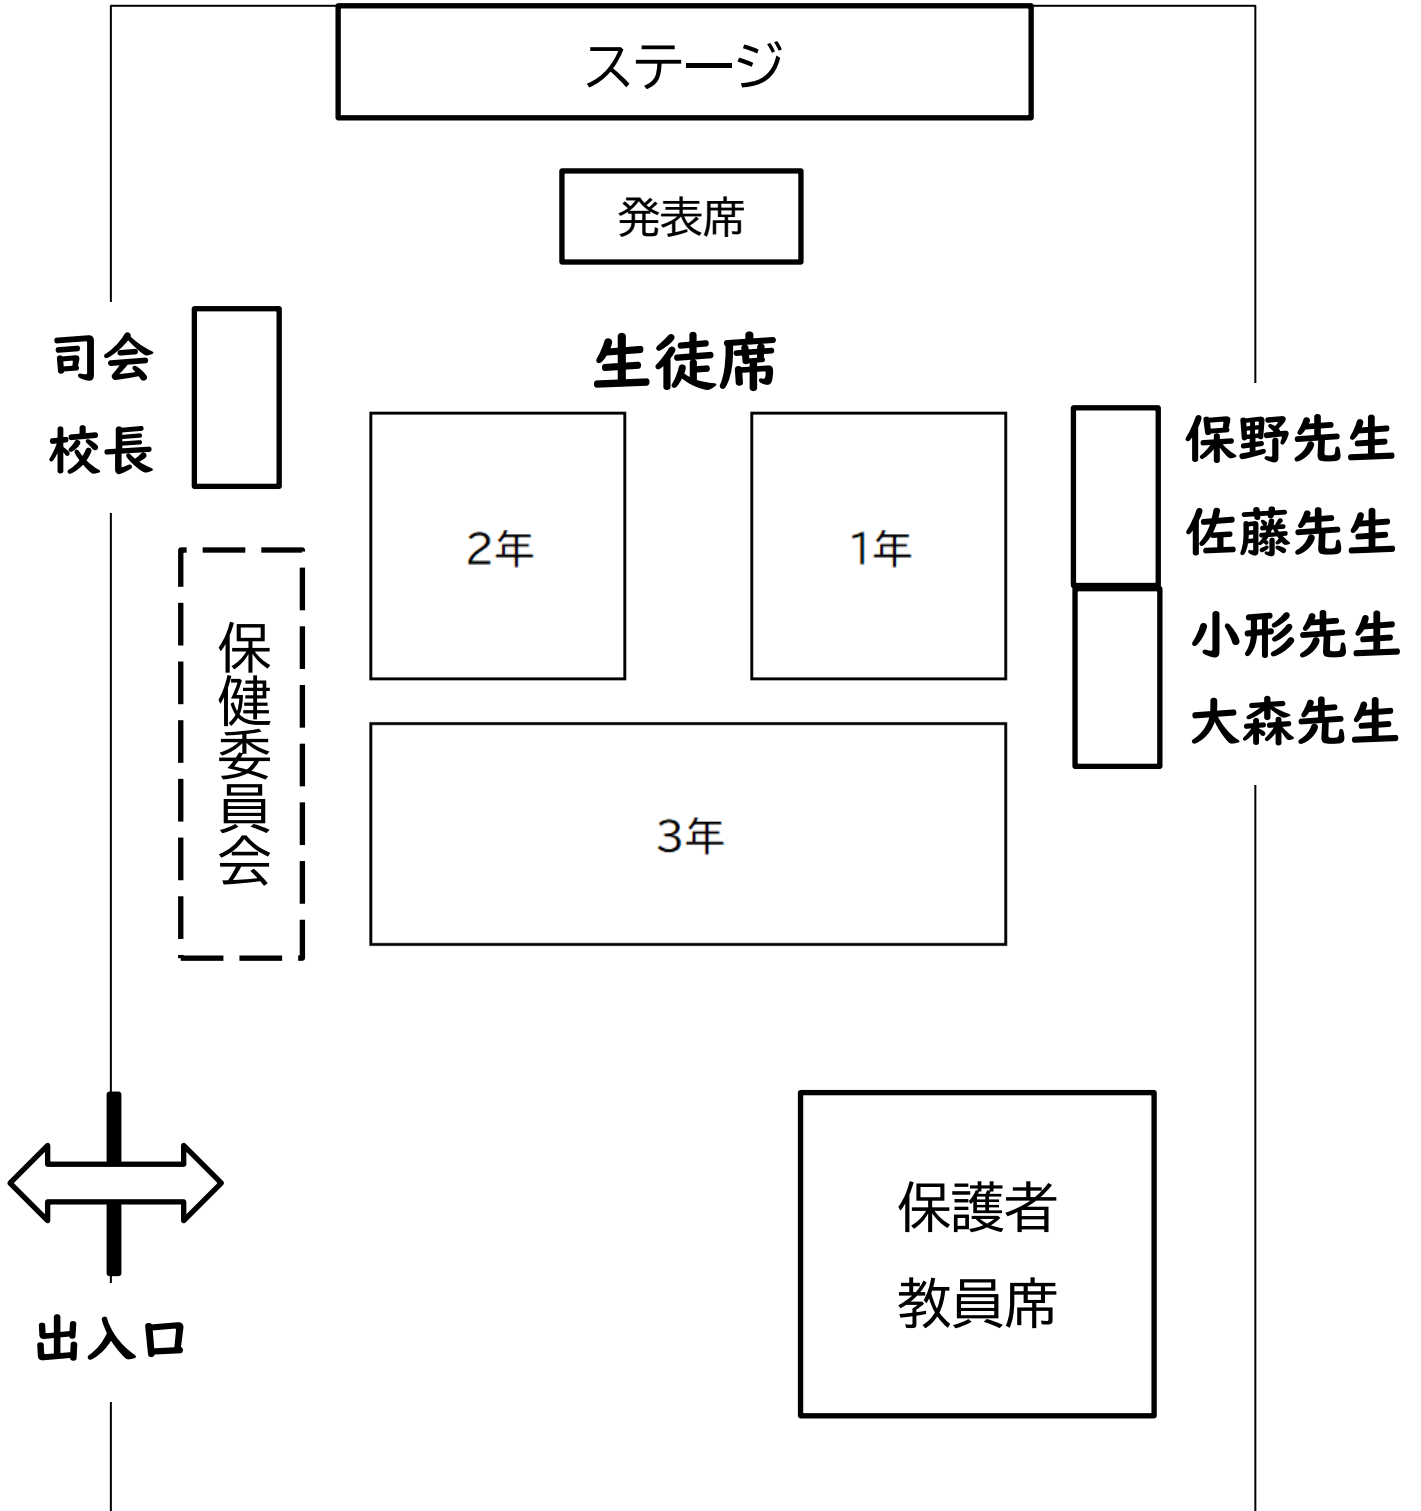 ステージ
発表席
司会
校長
生徒席
2年
1年
保野先生
佐藤先生
小形先生
大森先生
保健委員会
3年
保護者
教員席
出入口